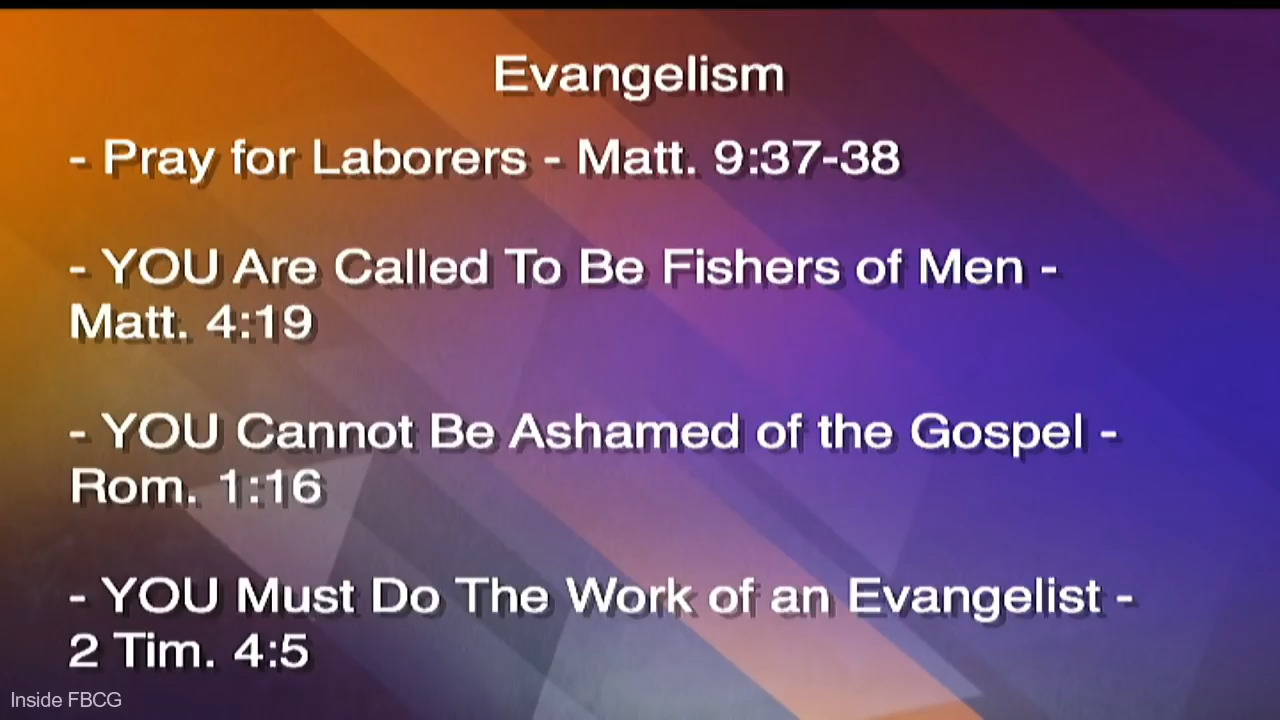 Evangelism
- Pray for Laborers - Matt. 9:37-38
- YOU Are Called To Be Fishers of Men -
Matt. 4:19
- YOU Cannot Be Ashamed of the Gospel -
Rom. 1:16
- YOU Must Do The Work of an Evangelist -
2 Tim. 4:5
Inside FBCG